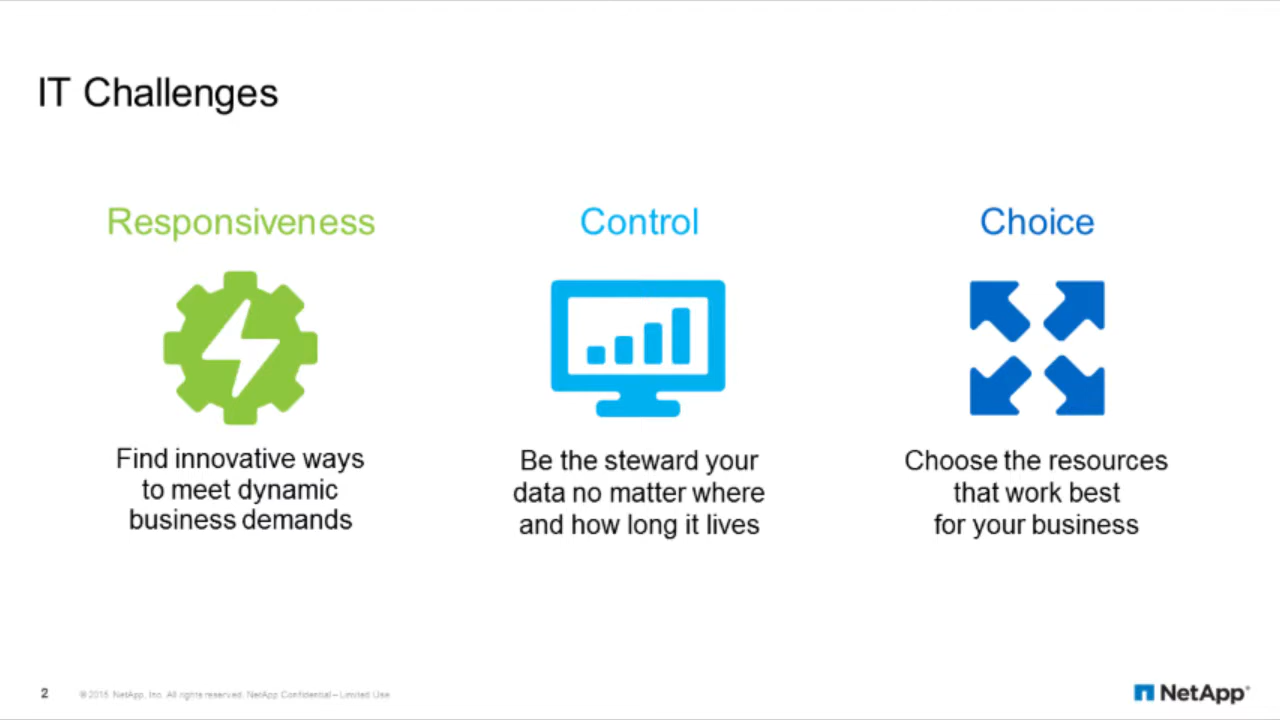 IT Challenges
Responsiveness
Control
Choice
Find innovative ways
to meet dynamic
business demands
Be the steward your
data no matter where
and how long it lives
Choose the resources
that work best
for your business
2
© 2015 NetApp, Inc. All rights reserved. NetApp Confidential – Limited Use
NetApp®